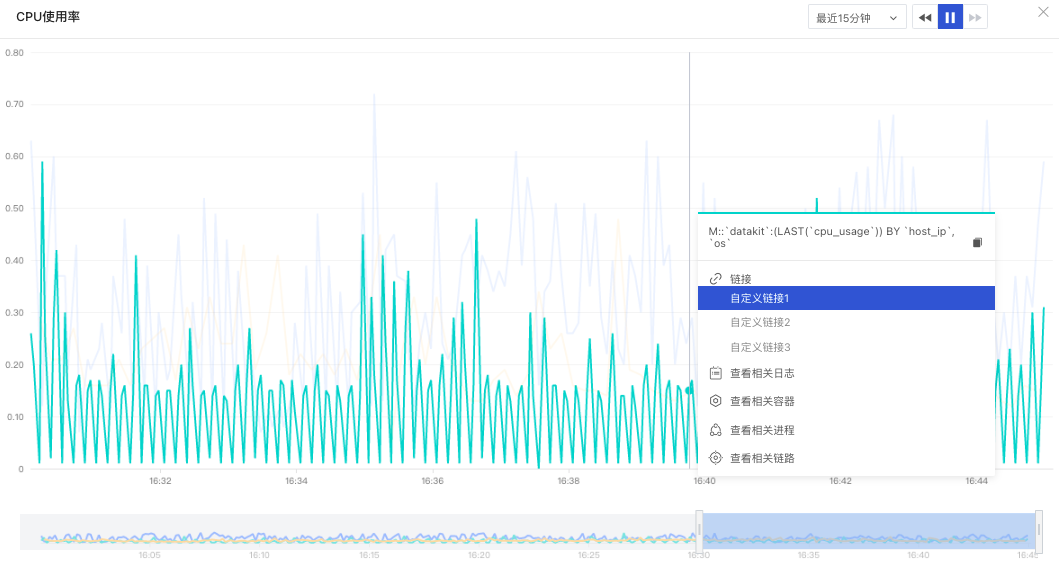 CPU使用率
最近15分钟
0.80
0.70
0.60
0.50
0.40
0.30
0.20
0.10
0
M::`datakit`:(LAST(`cpu_usage`)) BY `host_ip`,
`os`
链接
自定义链接1
自定义链接2
自定义链接3
查看相关日志
查看相关容器
查看相关进程
查看相关链路
16:32
16:34
16:36
16:38
16:40
16:42
16:44
16:05
16:10
16:15
16:20
16:25
16:30
16:35
16:40